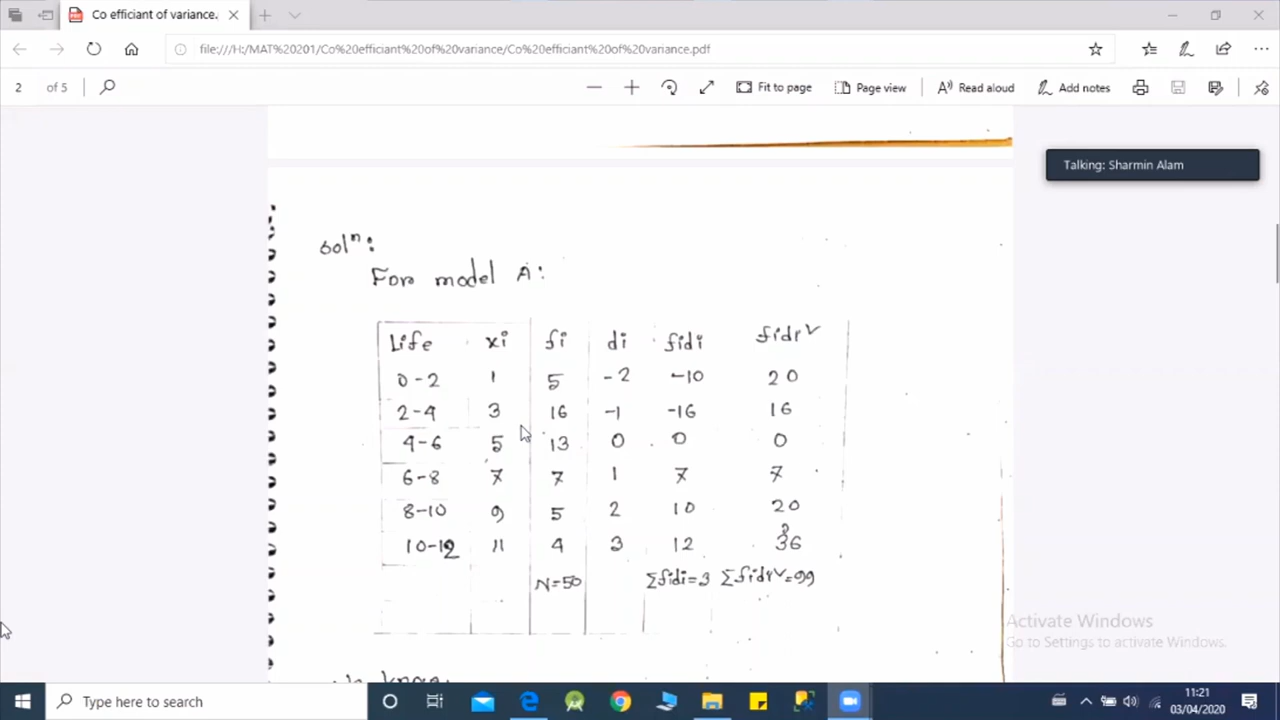 Co efficiant of variance.
file:///H:/MAT%20201/Co%20efficiant%20of%20variance/Co%20efficiant%20of%20variance.pdf
2 of 5
Fit to page
Page view
Read aloud
Add notes
Talking: Sharmin Alam
Solⁿ:
For model A:
Life xi fi di fidi fidi√
0-2 1 5 -2 -10 20
2-4 3 16 -1 -16 16
4-6 5 13 0 0 0
6-8 7 7 1 7 7
8-10 9 5 2 10 20
10-12 11 4 3 12 36
N=50 Σfidi=3 Σfidi√=99
Activate Windows
Go to Settings to activate Windows.
Type here to search
11:21
03/04/2020